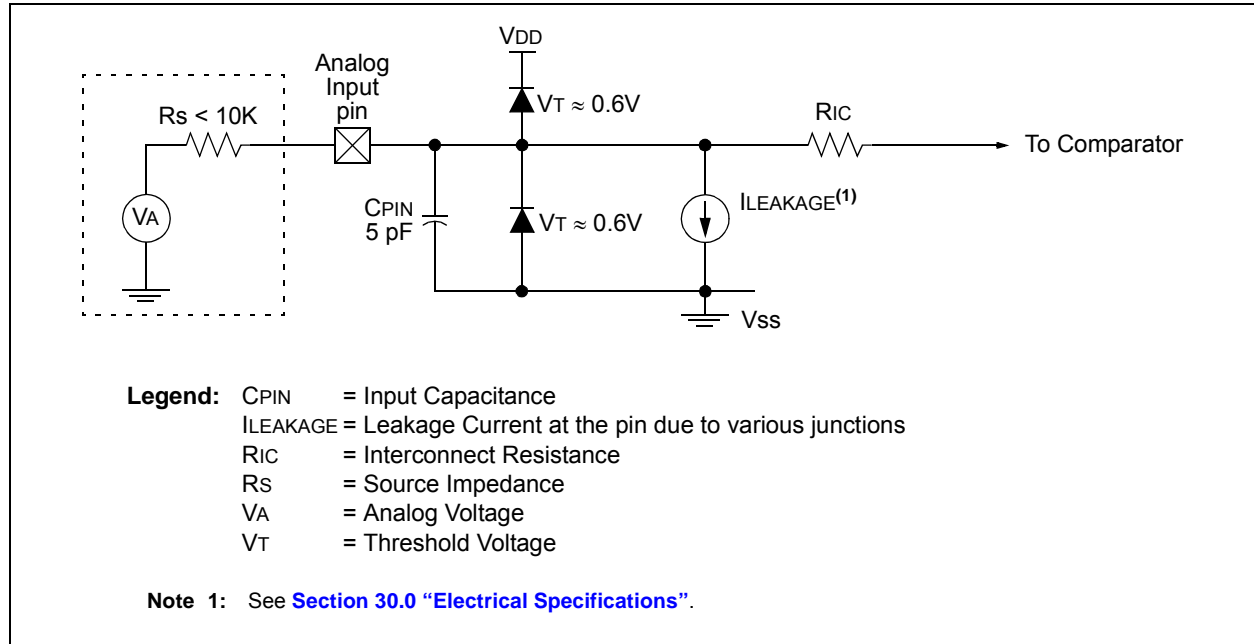 VDD
Analog
Input
pin
Rs < 10K
VT ≈ 0.6V
RIC
To Comparator
VA
CPIN
5 pF
VT ≈ 0.6V
ILEAKAGE(1)
Vss
Legend: CPIN = Input Capacitance
ILEAKAGE = Leakage Current at the pin due to various junctions
RIC = Interconnect Resistance
RS = Source Impedance
VA = Analog Voltage
VT = Threshold Voltage
Note 1: See Section 30.0 “Electrical Specifications”.